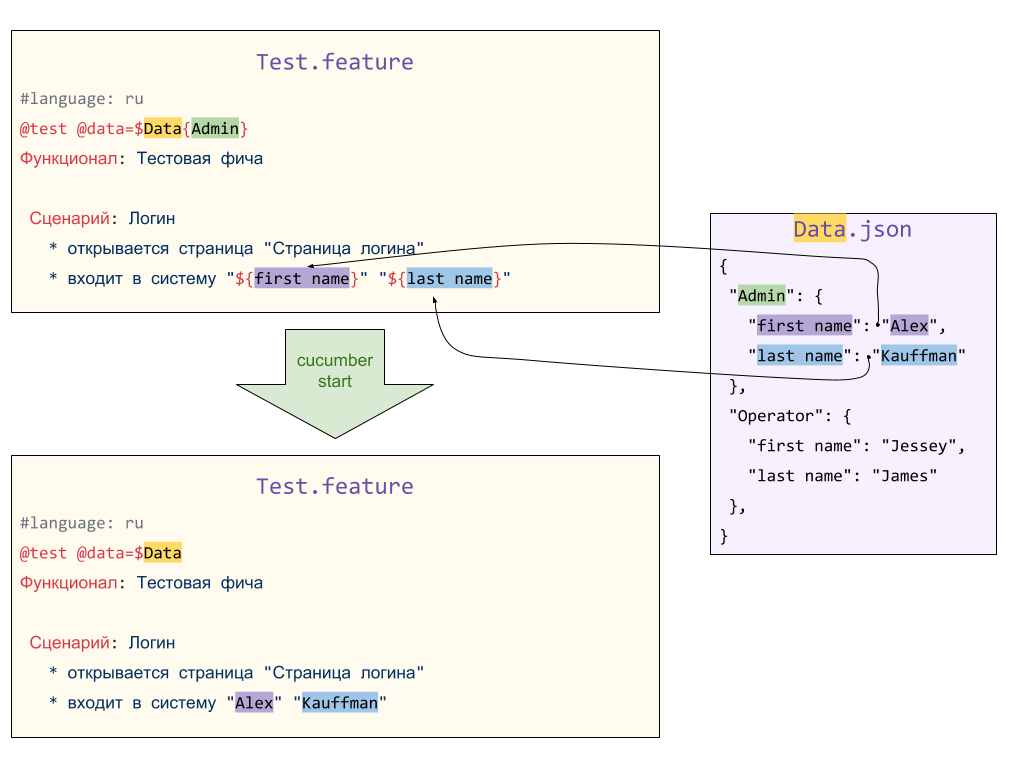 Test.feature
#language: ru
@test @data=$Data{Admin}
Функционал: Тестовая фича
Сценарий: Логин
* открывается страница "Страница логина"
* входит в систему "${first name}" "${last name}"
cucumber
start
Test.feature
#language: ru
@test @data=$Data
Функционал: Тестовая фича
Сценарий: Логин
* открывается страница "Страница логина"
* входит в систему "Alex" "Kauffman"
Data.json
{
"Admin": {
"first name": "Alex",
"last name": "Kauffman"
},
"Operator": {
"first name": "Jessey",
"last name": "James"
},
}